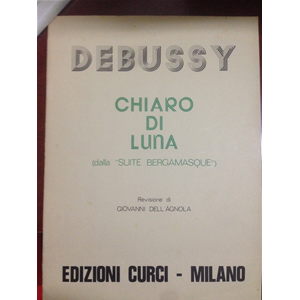 DEBUSSY
CHIARO
DI
LUNA
(dalla "SUITE BERGAMASQUE")
Revisione di
GIOVANNI DELL'AGNOLA
EDIZIONI CURCI - MILANO